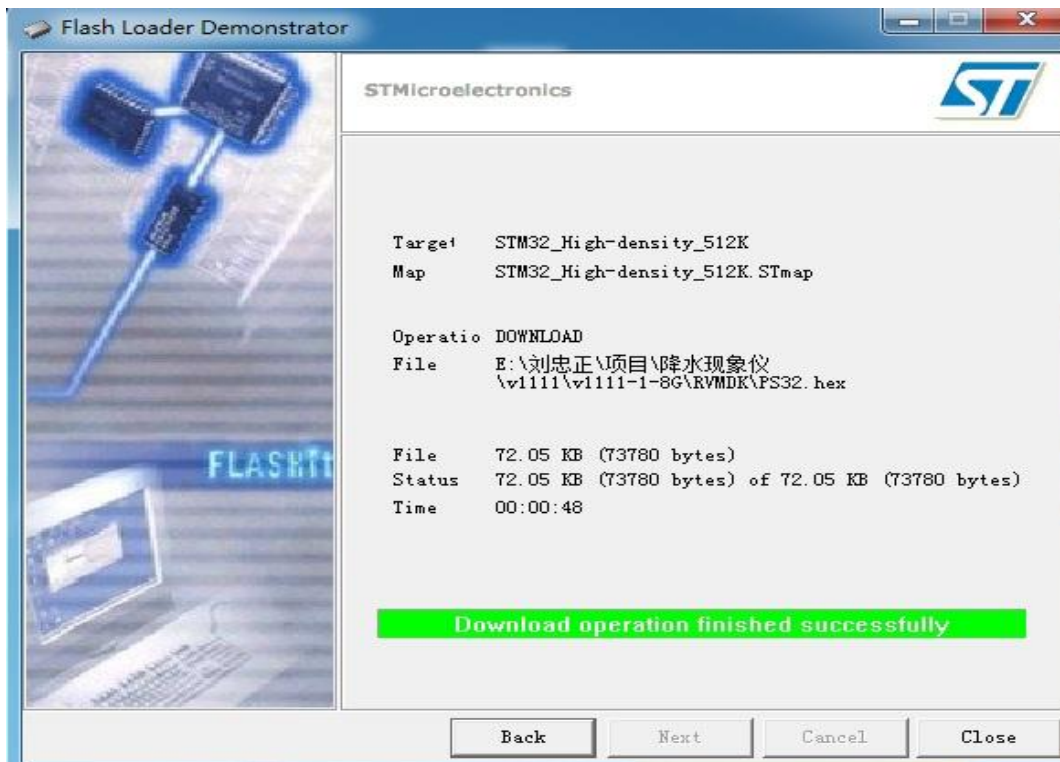 Flash Loader Demonstrator
STMicroelectronics
ST
Target STM32_High-density_512K
Map STM32_High-density_512K.STmap
Operatio DOWNLOAD
File E:\刘忠正\项目\降水现象仪
\v1111\v1111-1-8G\RVMDK\PS32.hex
File 72.05 KB (73780 bytes)
Status 72.05 KB (73780 bytes) of 72.05 KB (73780 bytes)
Time 00:00:48
FLASHit
Download operation finished successfully
Back Next Cancel Close